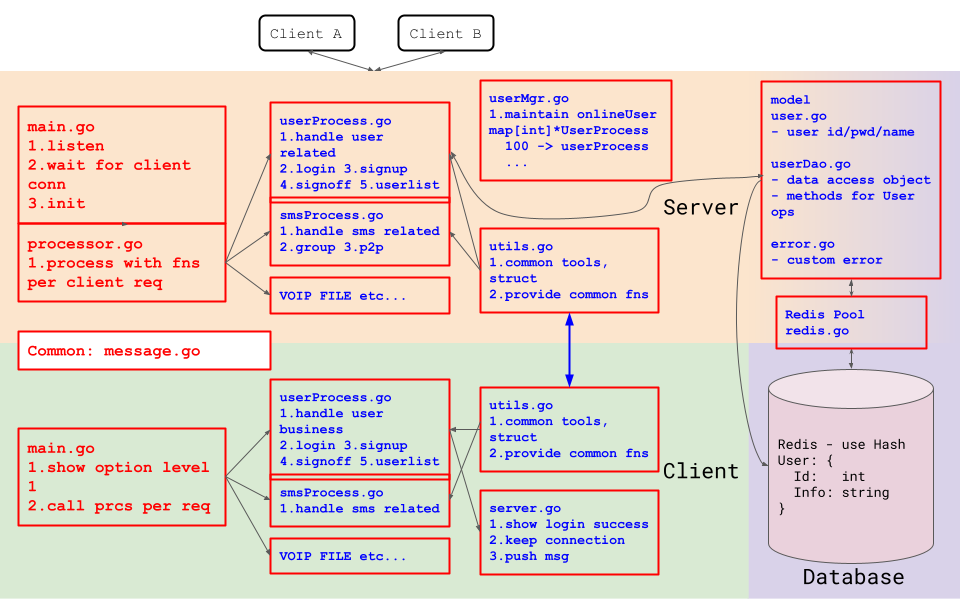 Client A
Client B
main.go
1.listen
2.wait for client
conn
3.init
processor.go
1.process with fns
per client req
userProcess.go
1.handle user
related
2.login 3.signup
4.signoff 5.userlist
smsProcess.go
1.handle sms related
2.group 3.p2p
VOIP FILE etc...
userMgr.go
1.maintain onlineUser
map[int]*UserProcess
100 -> userProcess
...
Server
utils.go
1.common tools,
struct
2.provide common fns
model
user.go
- user id/pwd/name
userDao.go
- data access object
- methods for User
ops
error.go
- custom error
Redis Pool
redis.go
Common: message.go
main.go
1.show option level
1
2.call prcs per req
userProcess.go
1.handle user
business
2.login 3.signup
4.signoff 5.userlist
smsProcess.go
1.handle sms related
VOIP FILE etc...
utils.go
1.common tools,
struct
2.provide common fns
Client
server.go
1.show login success
2.keep connection
3.push msg
Redis - use Hash
User: {
Id:   int
Info: string
}
Database